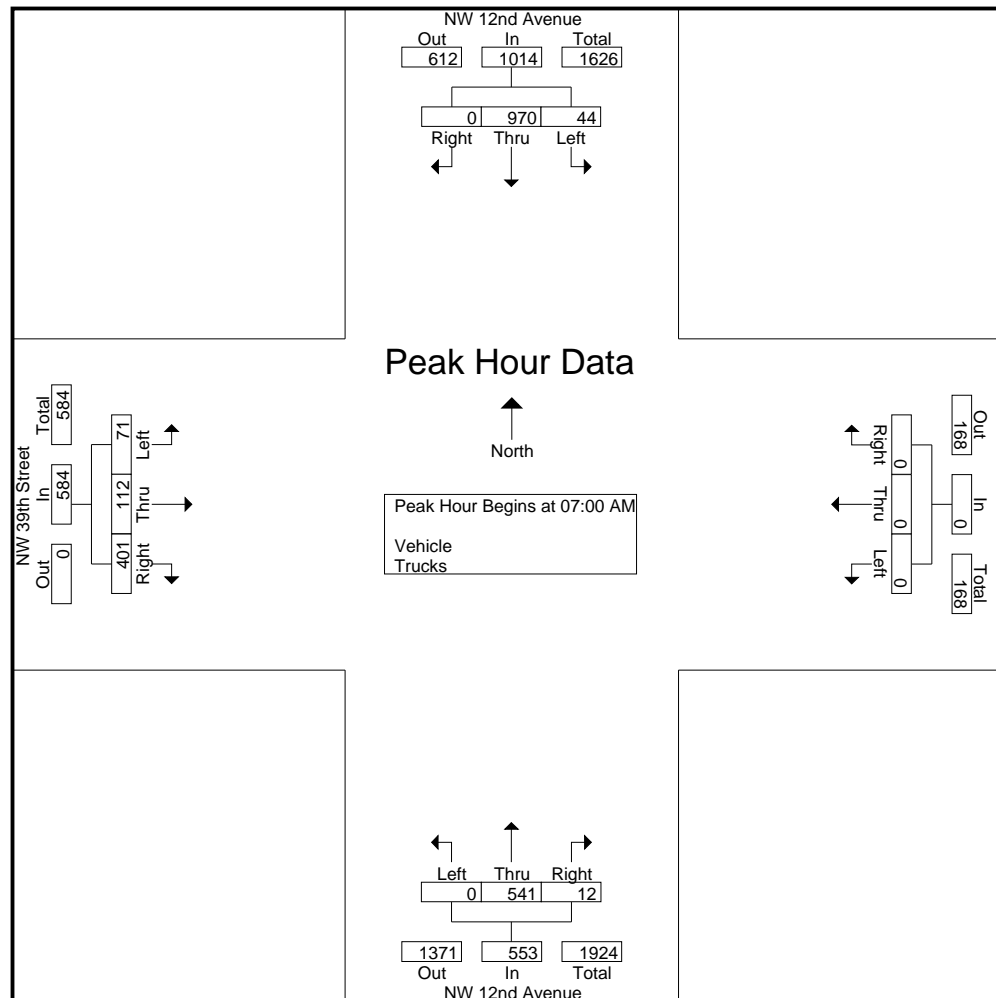 NW 12nd Avenue
Out In Total
612 1014 1626
0 970 44
Right Thru Left
Peak Hour Data
North
Peak Hour Begins at 07:00 AM
Vehicle
Trucks
NW 39th Street
Out In Total
0 584 584
401 112 71
Right Thru Left
Out In Total
168 0 168
0 0 0
Right Thru Left
Left Thru Right
0 541 12
1371 553 1924
Out In Total
NW 12nd Avenue